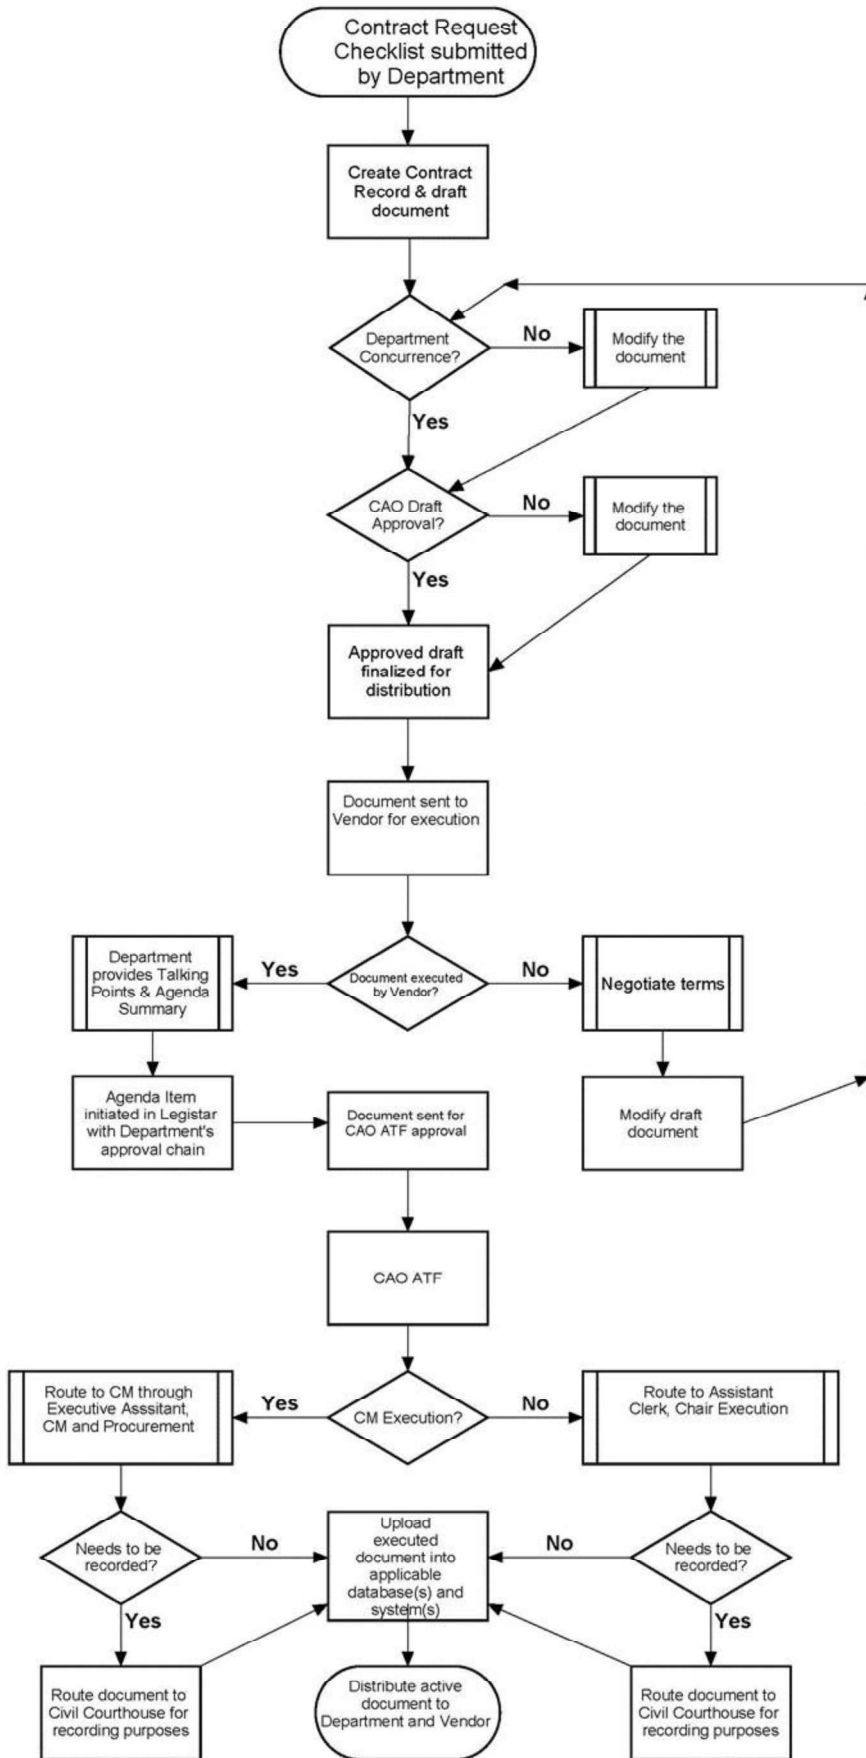 Contract Request
Checklist submitted
by Department
Create Contract
Record & draft
document
Department
Concurrence?
No
Modify the
document
Yes
CAO Draft
Approval?
No
Modify the
document
Yes
Approved draft
finalized for
distribution
Document sent to
Vendor for execution
Department
provides Talking
Points & Agenda
Summary
Yes
Document executed
by Vendor?
No
Negotiate terms
Agenda Item
initiated in Legistar
with Department's
approval chain
Document sent for
CAO ATF approval
Modify draft
document
CAO ATF
Route to CM through
Executive Asssitant,
CM and Procurement
Yes
CM Execution?
No
Route to Assistant
Clerk, Chair Execution
Needs to be
recorded?
No
Upload
executed
document into
applicable
database(s) and
system(s)
No
Needs to be
recorded?
Yes
Yes
Route document to
Civil Courthouse for
recording purposes
Distribute active
document to
Department and Vendor
Route document to
Civil Courthouse for
recording purposes